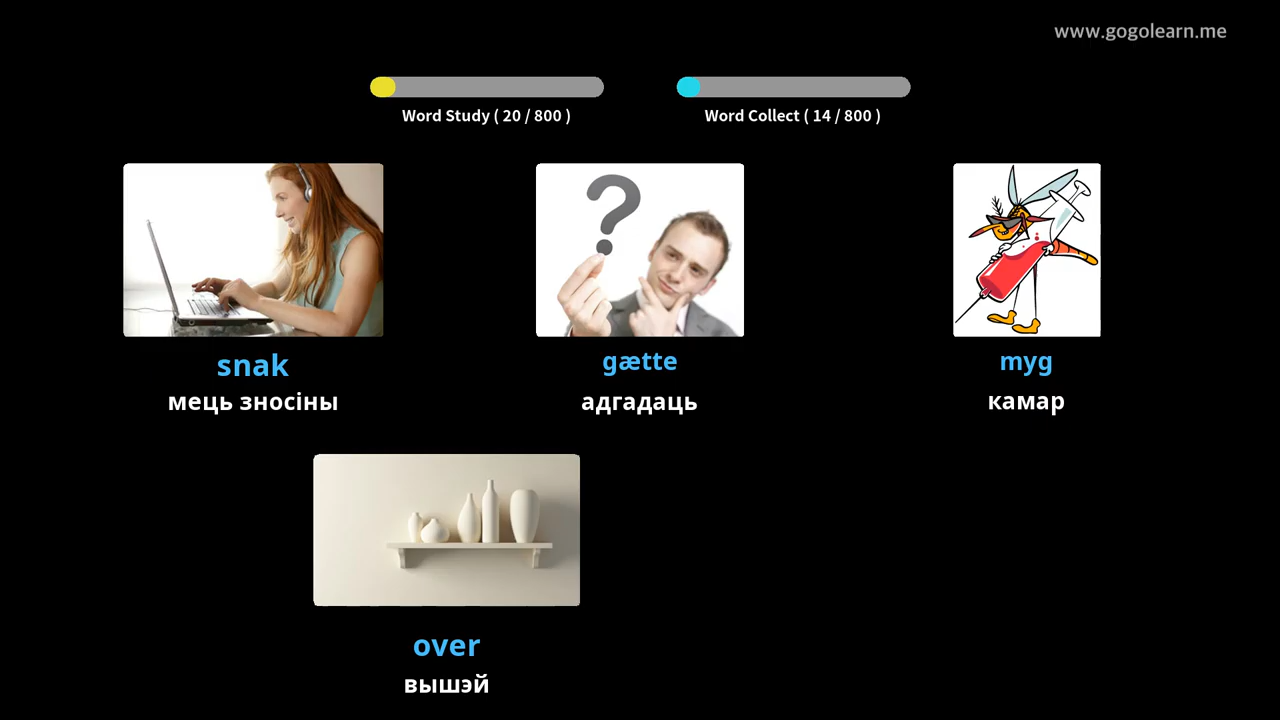 www.gogolearn.me
Word Study ( 20 / 800 )
Word Collect ( 14 / 800 )
snak
мець зносіны
gætte
адгадаць
myg
камар
over
вышэй